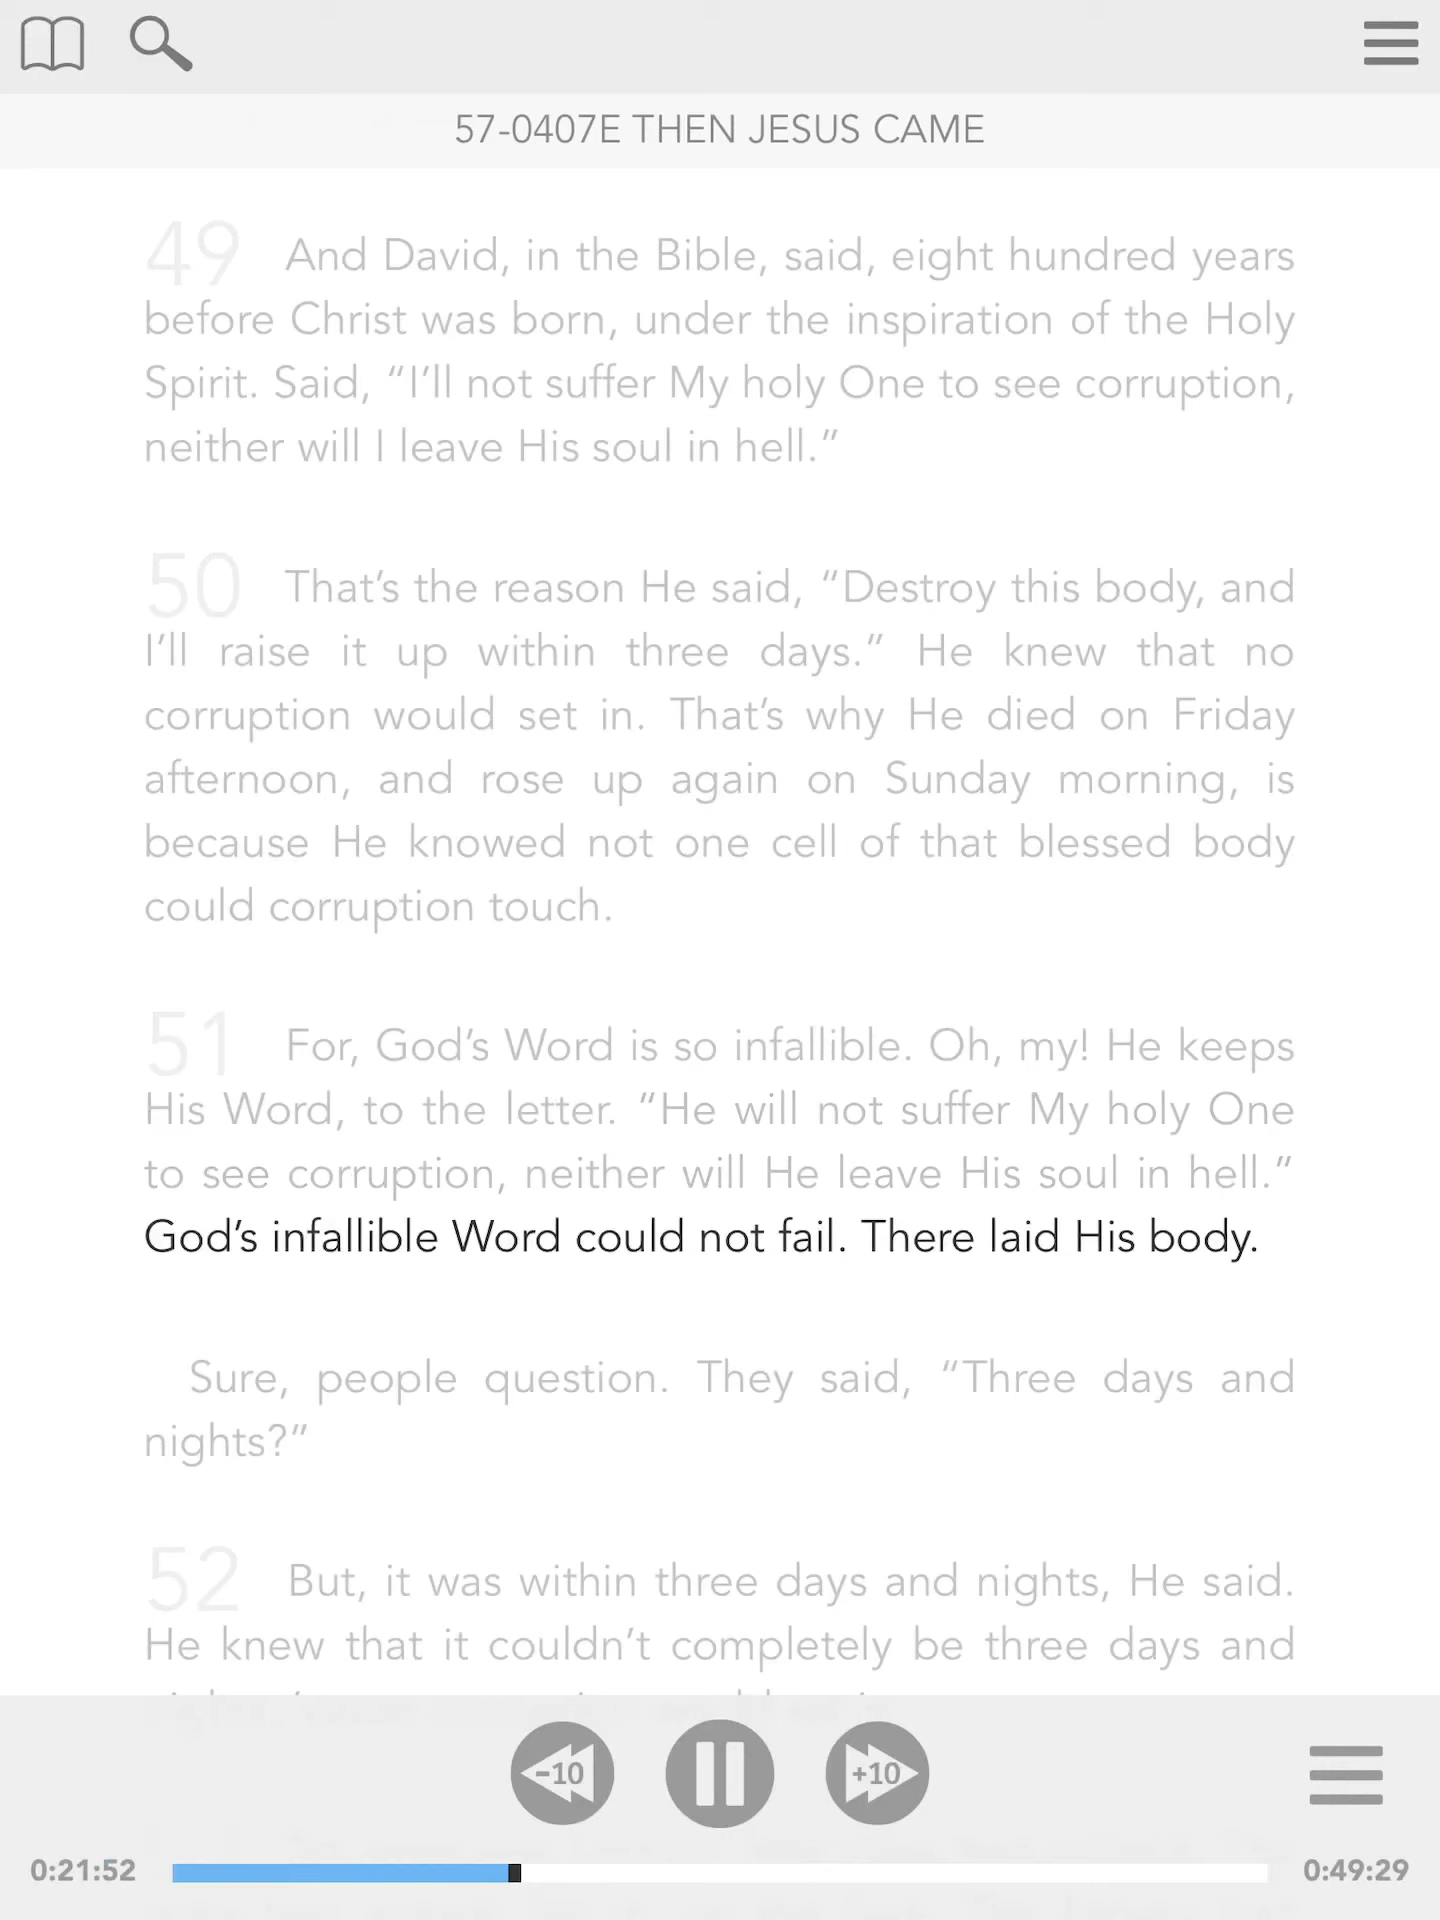 57-0407E THEN JESUS CAME
49 And David, in the Bible, said, eight hundred years
before Christ was born, under the inspiration of the Holy
Spirit. Said, “I’ll not suffer My holy One to see corruption,
neither will I leave His soul in hell.”
50 That’s the reason He said, “Destroy this body, and
I’ll raise it up within three days.” He knew that no
corruption would set in. That’s why He died on Friday
afternoon, and rose up again on Sunday morning, is
because He knowed not one cell of that blessed body
could corruption touch.
51 For, God’s Word is so infallible. Oh, my! He keeps
His Word, to the letter. “He will not suffer My holy One
to see corruption, neither will He leave His soul in hell.”
God’s infallible Word could not fail. There laid His body.
Sure, people question. They said, “Three days and
nights?”
52 But, it was within three days and nights, He said.
He knew that it couldn’t completely be three days and
-10 +10
0:21:52 0:49:29